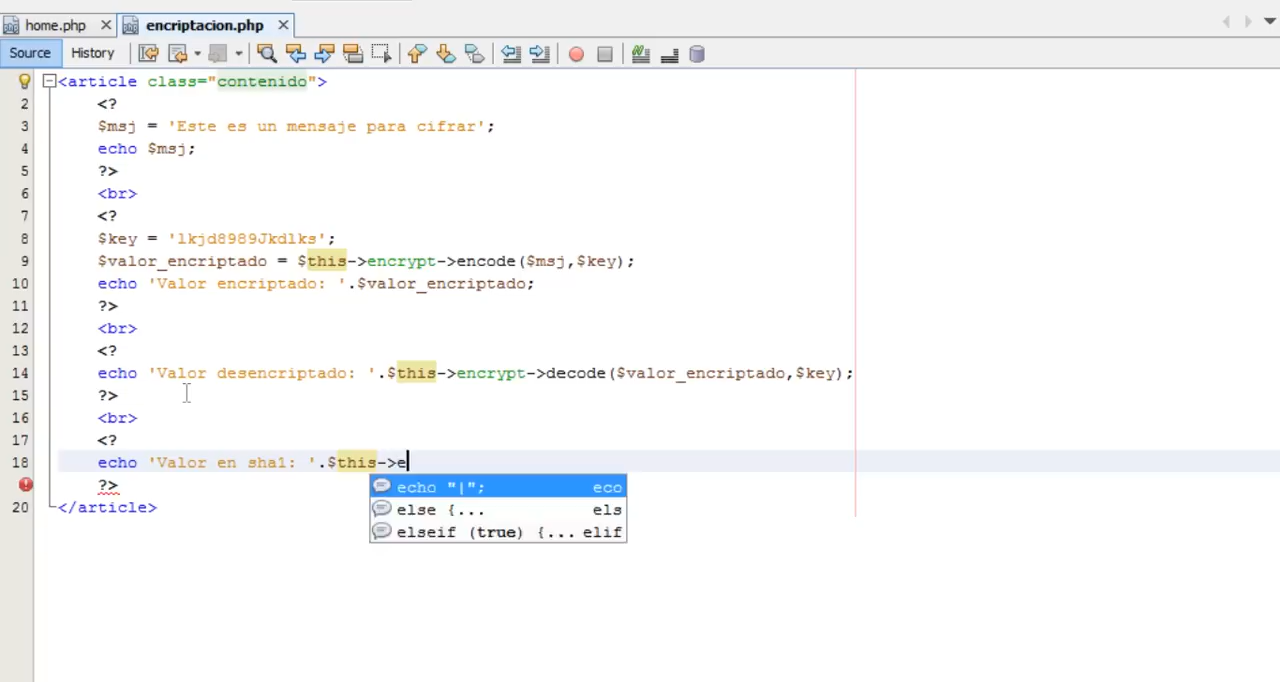 home.php encriptacion.php
Source History
<article class="contenido">
2 <?
3 $msj = 'Este es un mensaje para cifrar';
4 echo $msj;
5 ?>
6 <br>
7 <?
8 $key = 'lkjd8989Jkdlks';
9 $valor_encriptado = $this->encrypt->encode($msj,$key);
10 echo 'Valor encriptado: '.$valor_encriptado;
11 ?>
12 <br>
13 <?
14 echo 'Valor desencriptado: '.$this->encrypt->decode($valor_encriptado,$key);
15 ?>
16 <br>
17 <?
18 echo 'Valor en sha1: '.$this->e
?>
echo "|"; eco
20 </article>
else {... els
elseif (true) {... elif